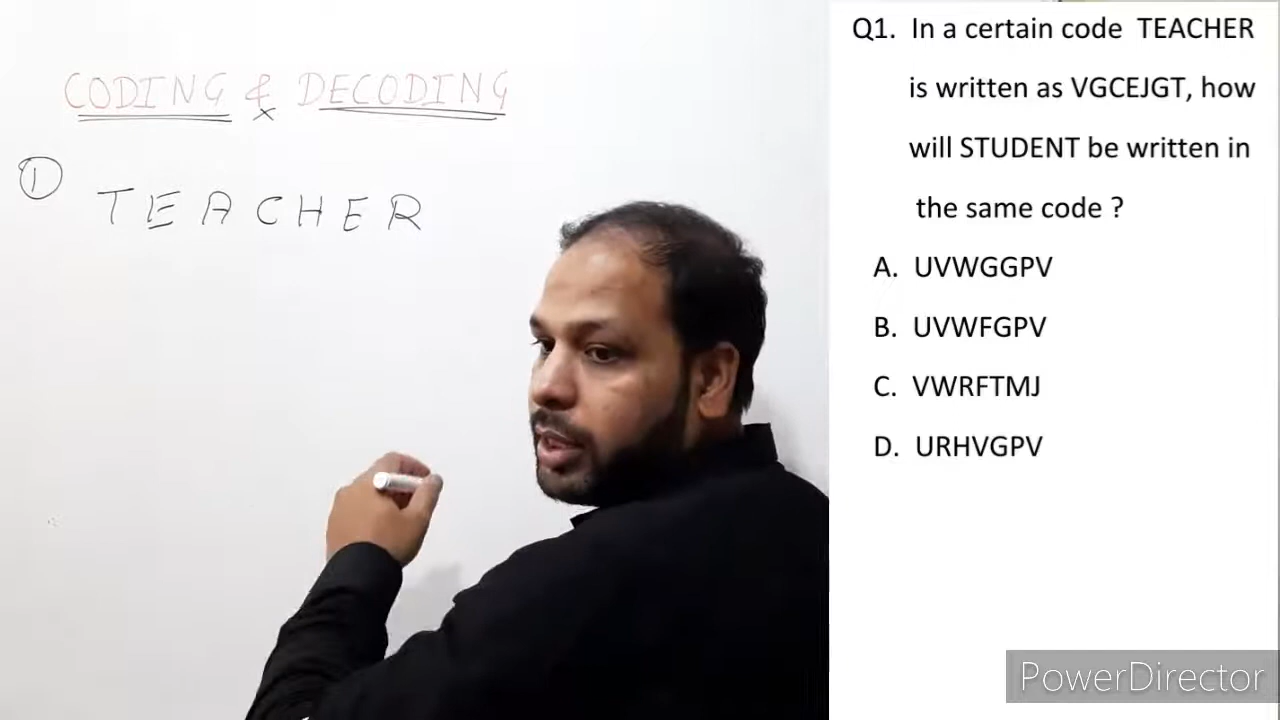 CODING & DECODING
①
TEACHER
Q1. In a certain code TEACHER
is written as VGCEJGT, how
will STUDENT be written in
the same code ?
A. UVWGGPV
B. UVWFGPV
C. VWRFTMJ
D. URHVGPV
PowerDirector